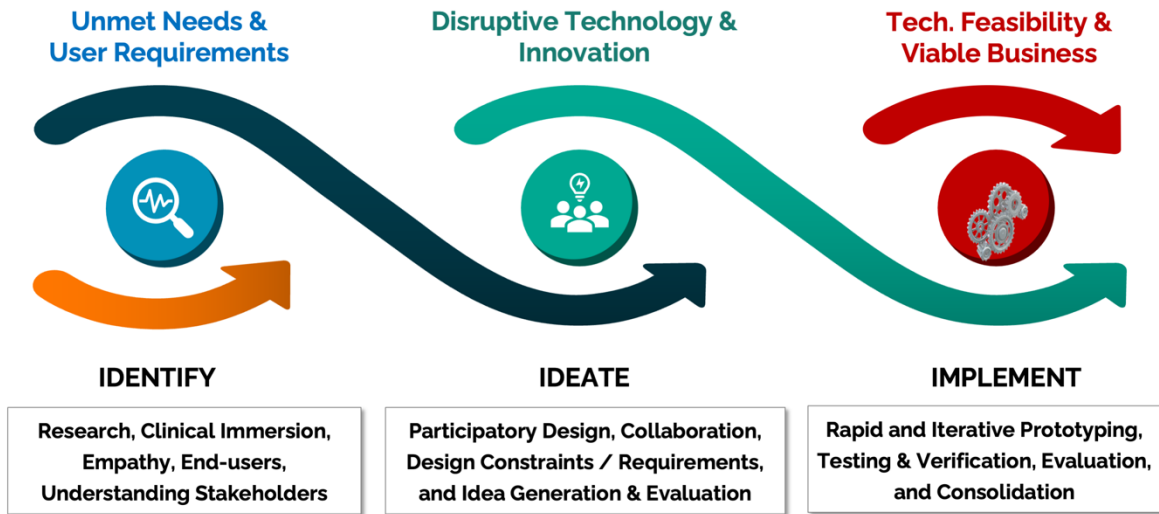 Unmet Needs &
User Requirements
Disruptive Technology &
Innovation
Tech. Feasibility &
Viable Business
IDENTIFY
IDEATE
IMPLEMENT
Research, Clinical Immersion,
Empathy, End-users,
Understanding Stakeholders
Participatory Design, Collaboration,
Design Constraints / Requirements,
and Idea Generation & Evaluation
Rapid and Iterative Prototyping,
Testing & Verification, Evaluation,
and Consolidation